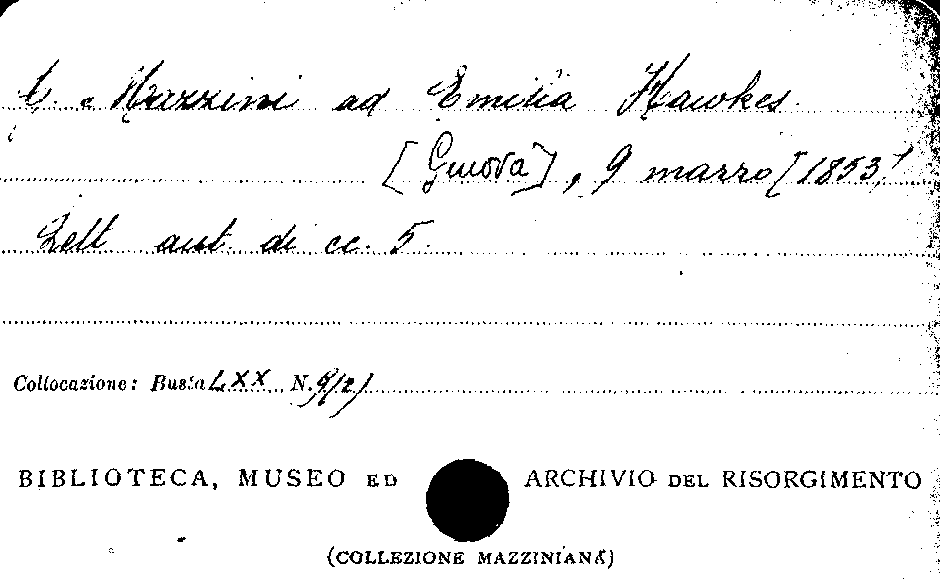 Mazzini ad Emilia Hawkes.
[Genova], 9 marzo [1853]
Lett. aut. di cc. 5.
Collocazione: Busta LXX N. 9(2)
BIBLIOTECA, MUSEO ED ARCHIVIO DEL RISORGIMENTO
(COLLEZIONE MAZZINIANA)